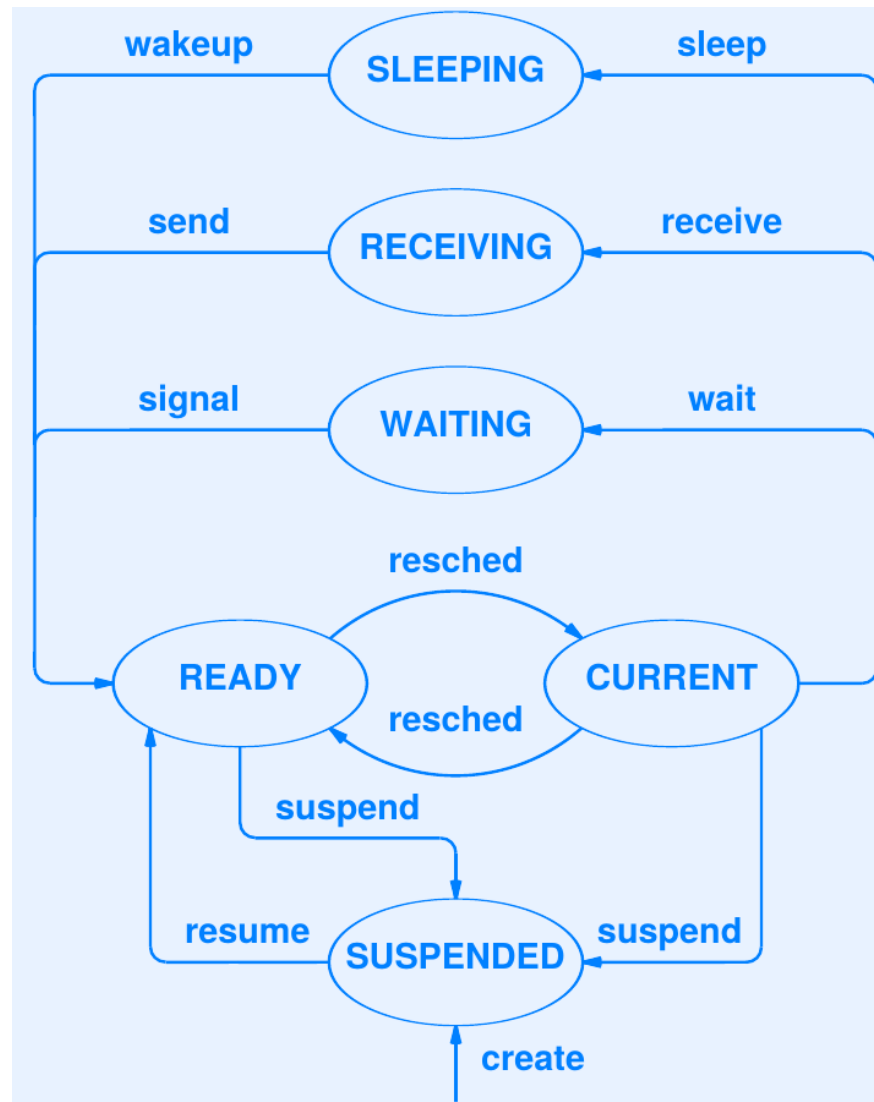 wakeup
SLEEPING
sleep
send
RECEIVING
receive
signal
WAITING
wait
resched
READY
CURRENT
resched
suspend
resume
SUSPENDED
suspend
create